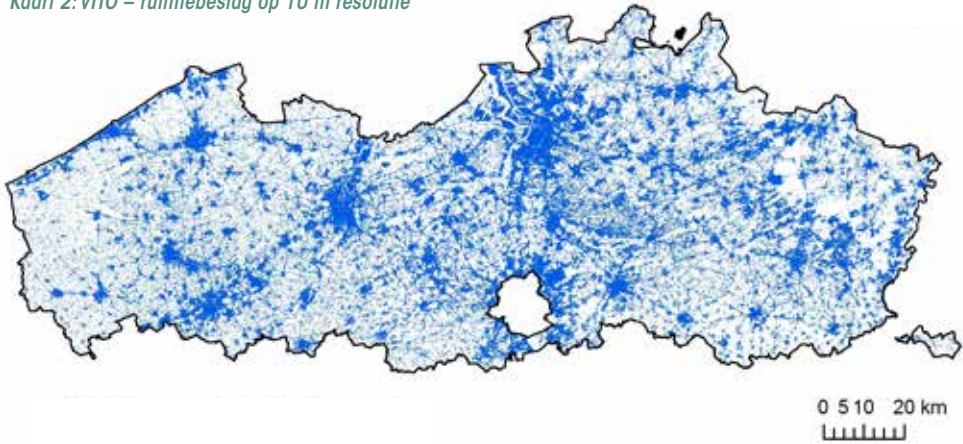 Kaart 2: VITO – ruimtebeslag op 10 m resolutie
0 5 10 20 km